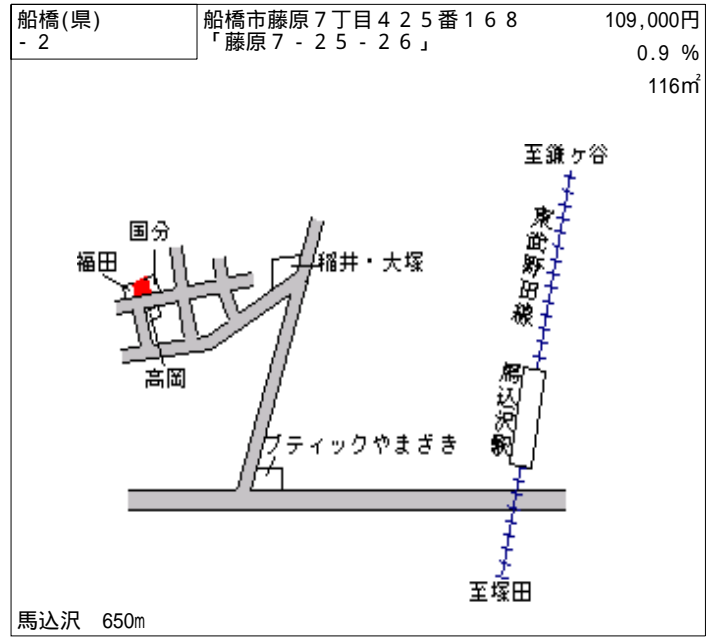 船橋(県)
- 2
船橋市藤原７丁目４２５番１６８
「藤原７‐２５‐２６」
109,000円
0.9 %
116㎡
至鎌ヶ谷
東武野田線
国分
福田
稲井・大塚
馬込沢駅
高岡
ブティックやまざき
至塚田
馬込沢 650m